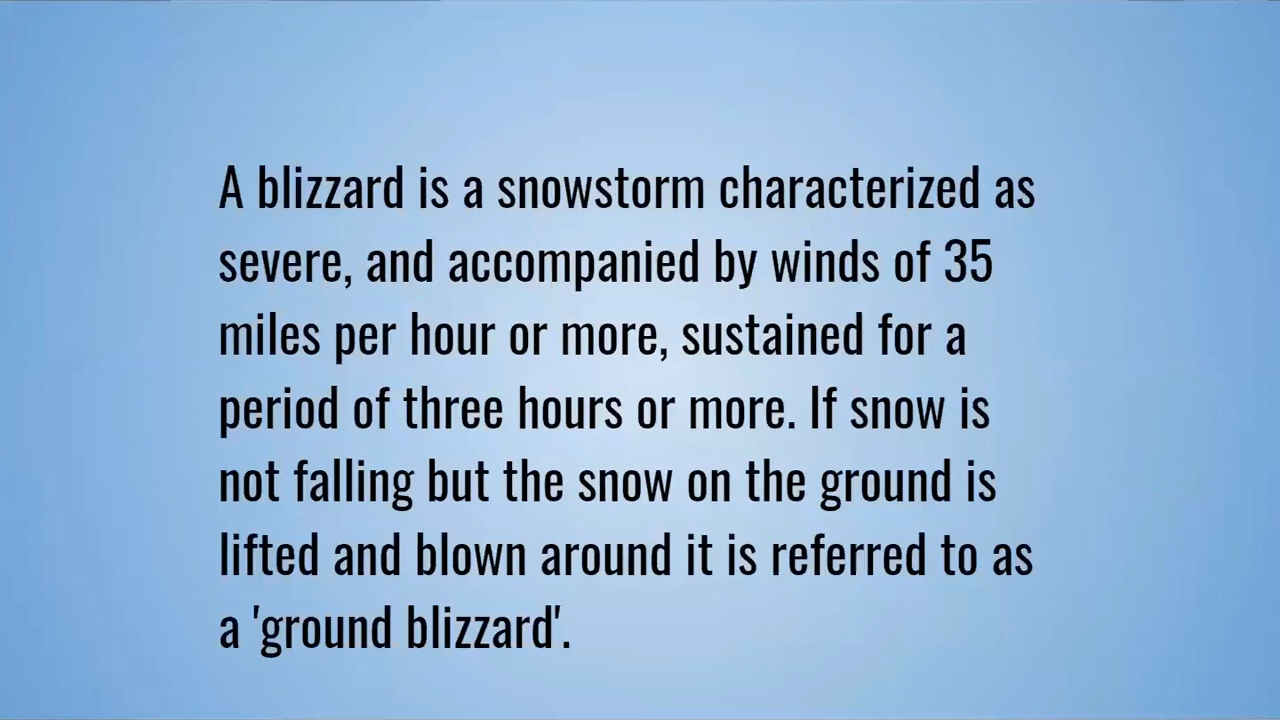 A blizzard is a snowstorm characterized as
severe, and accompanied by winds of 35
miles per hour or more, sustained for a
period of three hours or more. If snow is
not falling but the snow on the ground is
lifted and blown around it is referred to as
a 'ground blizzard'.